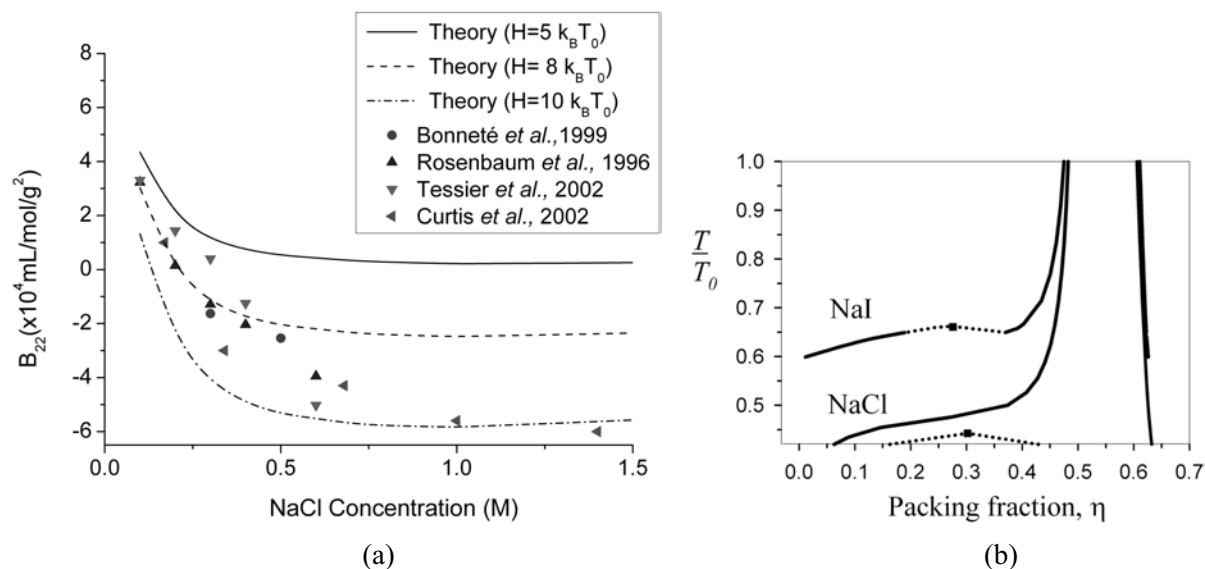 Theory (H=5 k_BT_0)
Theory (H= 8 k_BT_0)
Theory (H=10 k_BT_0)
Bonneté et al.,1999
Rosenbaum et al., 1996
Tessier et al., 2002
Curtis et al., 2002
8
6
4
2
0
-2
-4
-6
B_22(x10^4mL/mol/g^2)
0.0 0.5 1.0 1.5
NaCl Concentration (M)
(a)
1.0
0.9
0.8
0.7
0.6
0.5
T/T_0
NaI
NaCl
0.0 0.1 0.2 0.3 0.4 0.5 0.6 0.7
Packing fraction, η
(b)